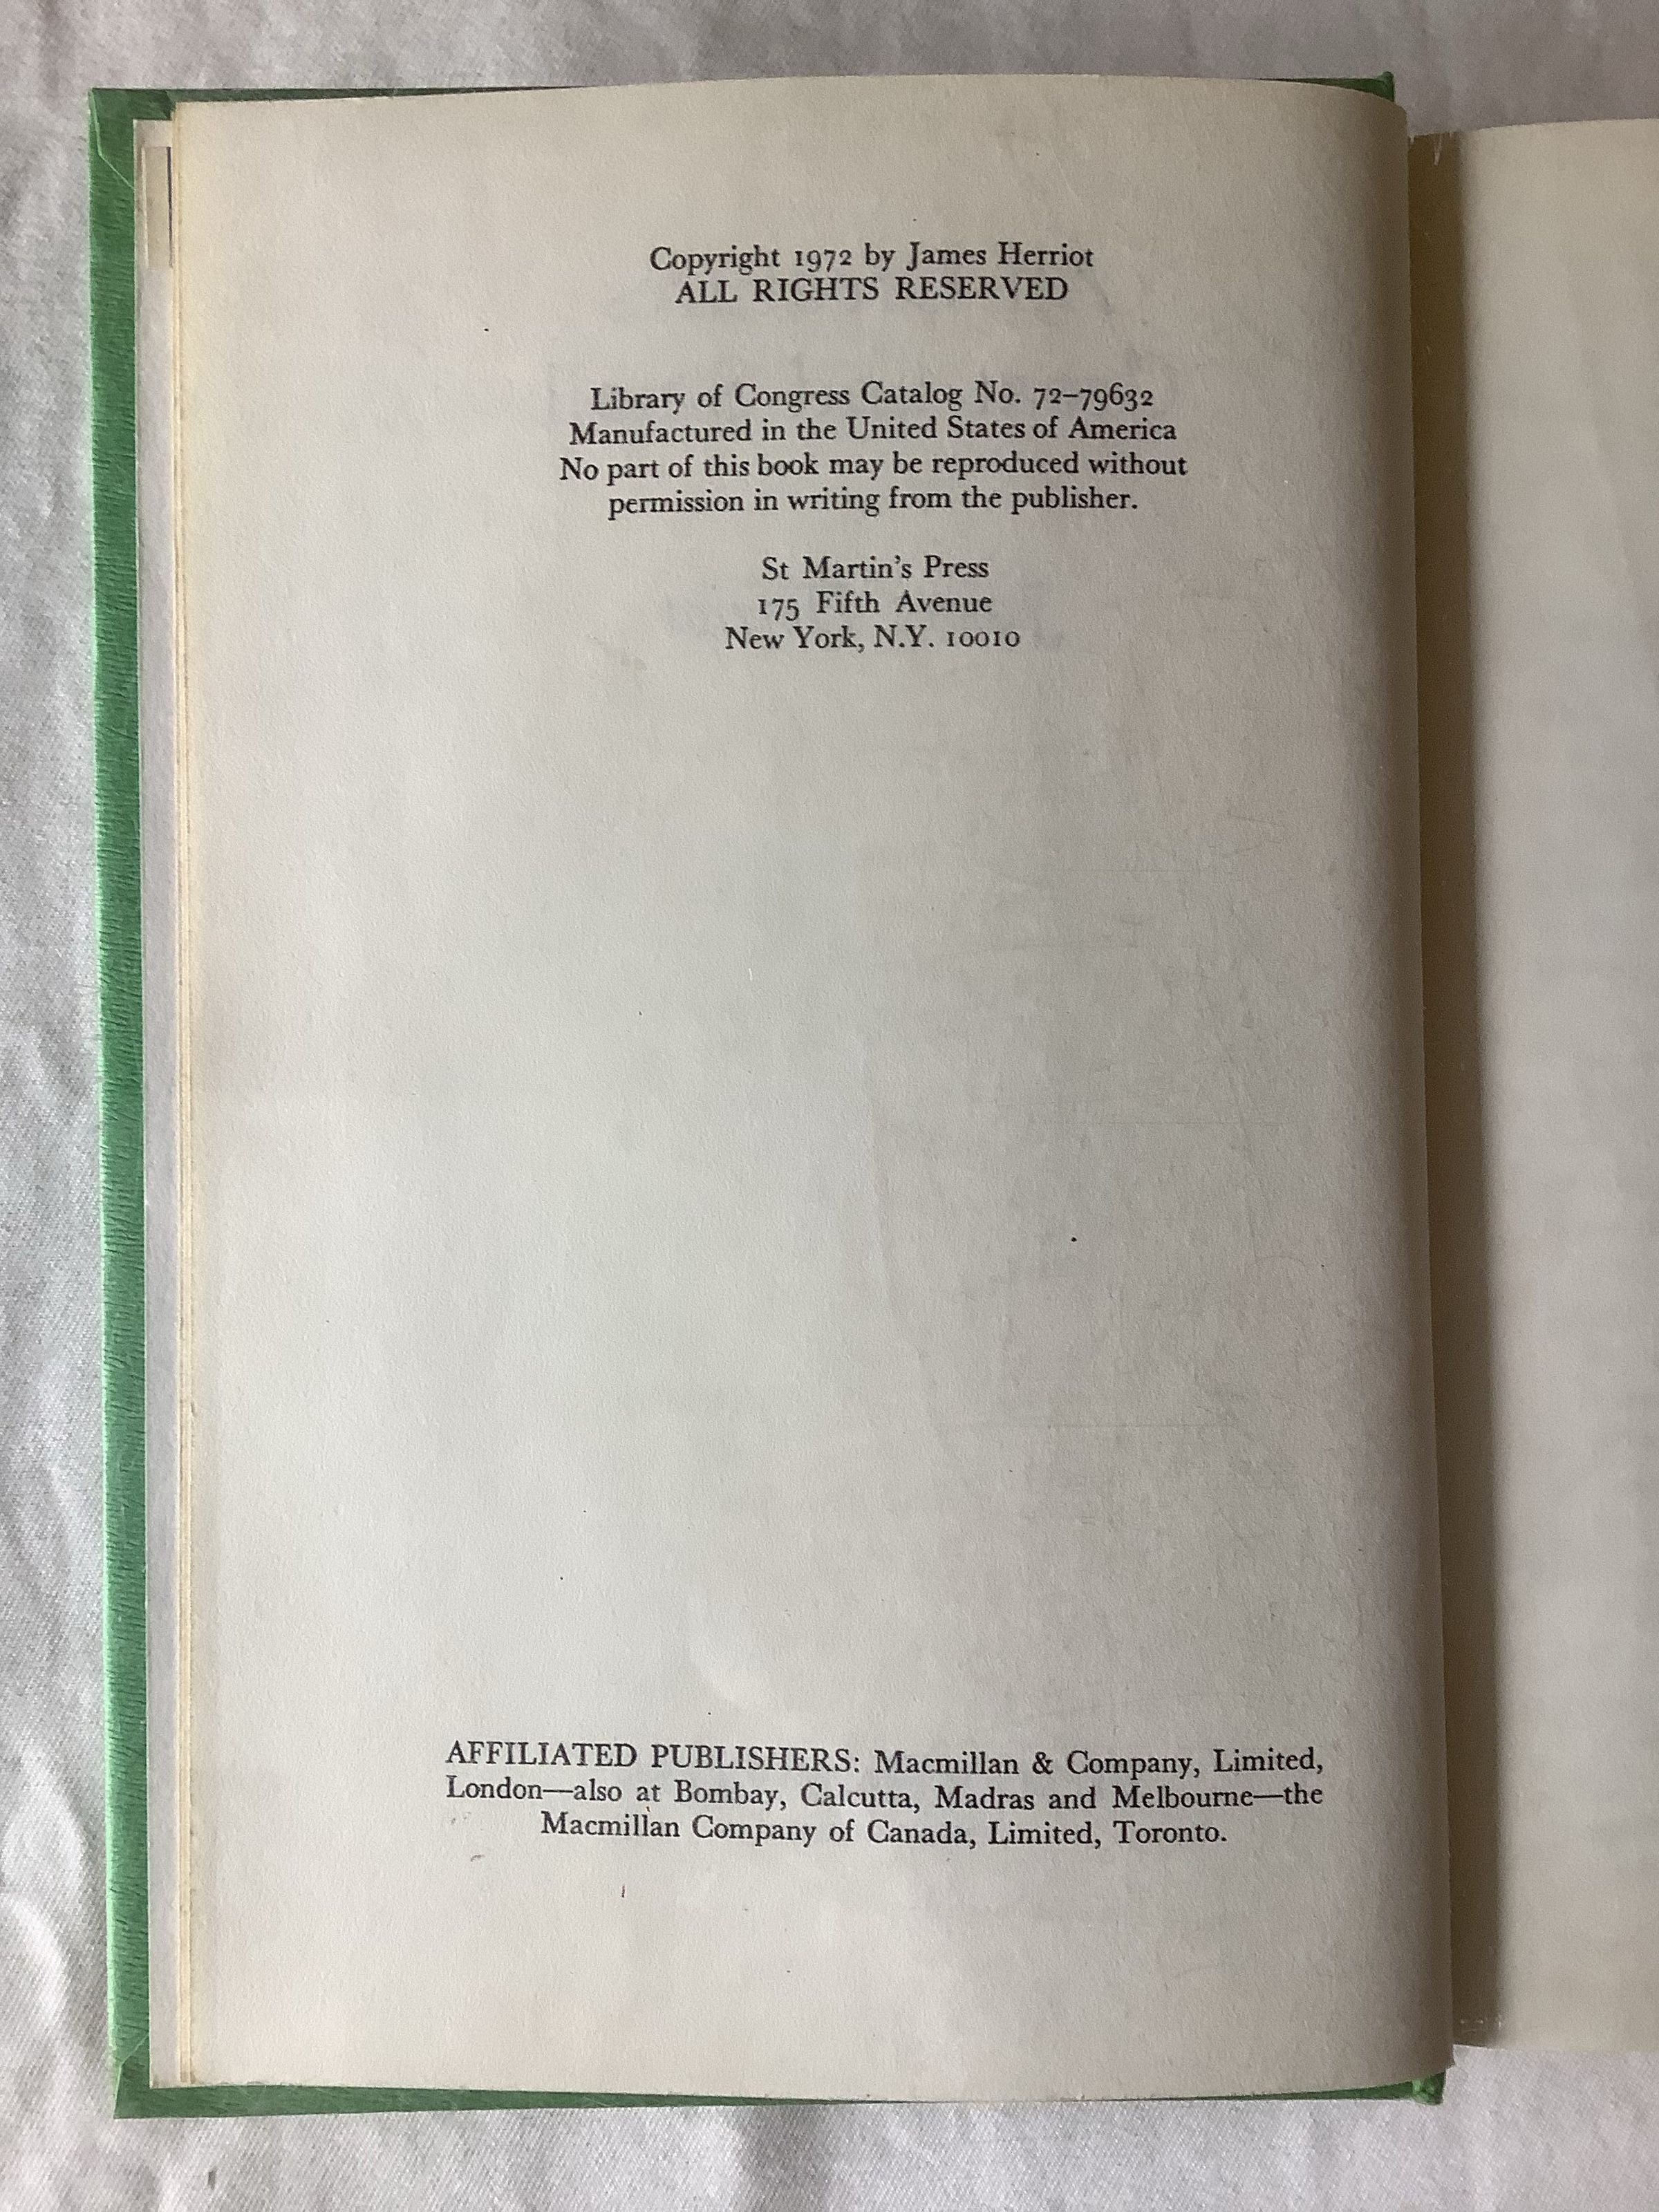 Copyright 1972 by James Herriot
ALL RIGHTS RESERVED
Library of Congress Catalog No. 72–79632
Manufactured in the United States of America
No part of this book may be reproduced without
permission in writing from the publisher.
St Martin's Press
175 Fifth Avenue
New York, N.Y. 10010
AFFILIATED PUBLISHERS: Macmillan & Company, Limited,
London—also at Bombay, Calcutta, Madras and Melbourne—the
Macmillan Company of Canada, Limited, Toronto.